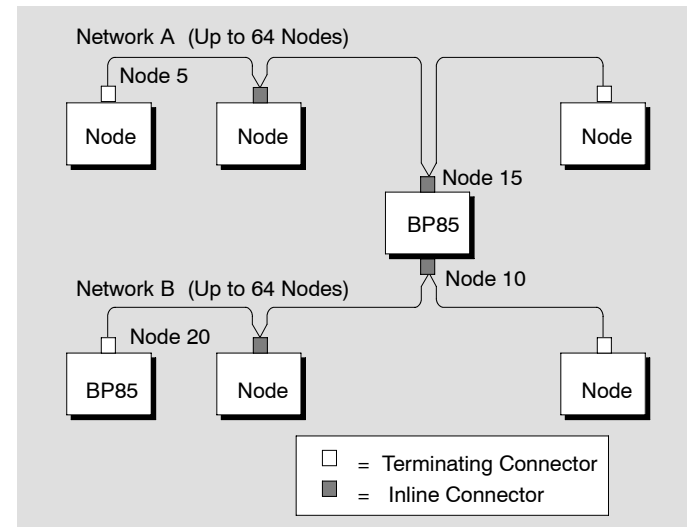 Network A (Up to 64 Nodes)
Node 5
Node
Node
Node
Node 15
BP85
Node 10
Network B (Up to 64 Nodes)
Node 20
BP85
Node
Node
= Terminating Connector
= Inline Connector